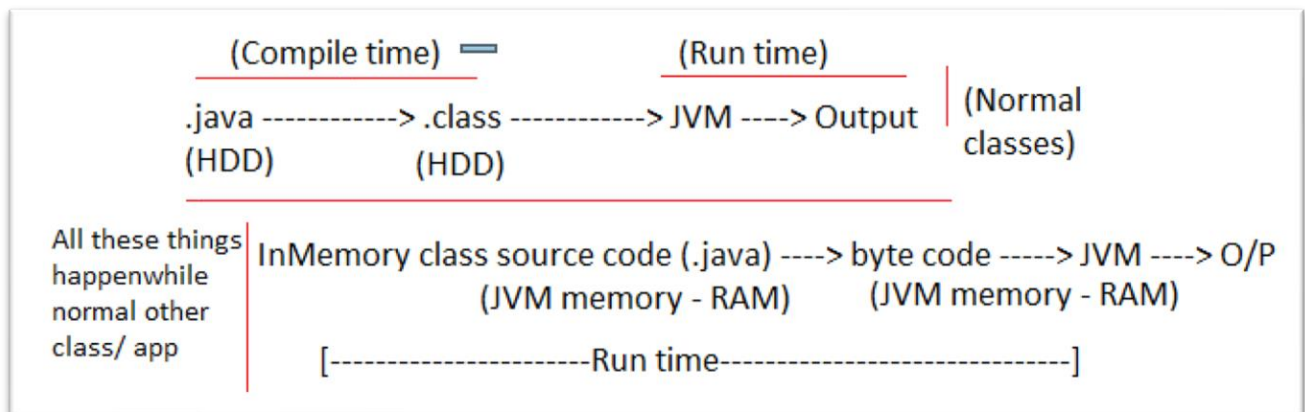 (Compile time) (Run time)
.java ------------> .class ------------> JVM ----> Output
(HDD) (HDD)
(Normal
classes)
All these things
happenwhile
normal other
class/ app
InMemory class source code (.java) ----> byte code -----> JVM ----> O/P
(JVM memory - RAM) (JVM memory - RAM)
[----------------------Run time-----------------------------]